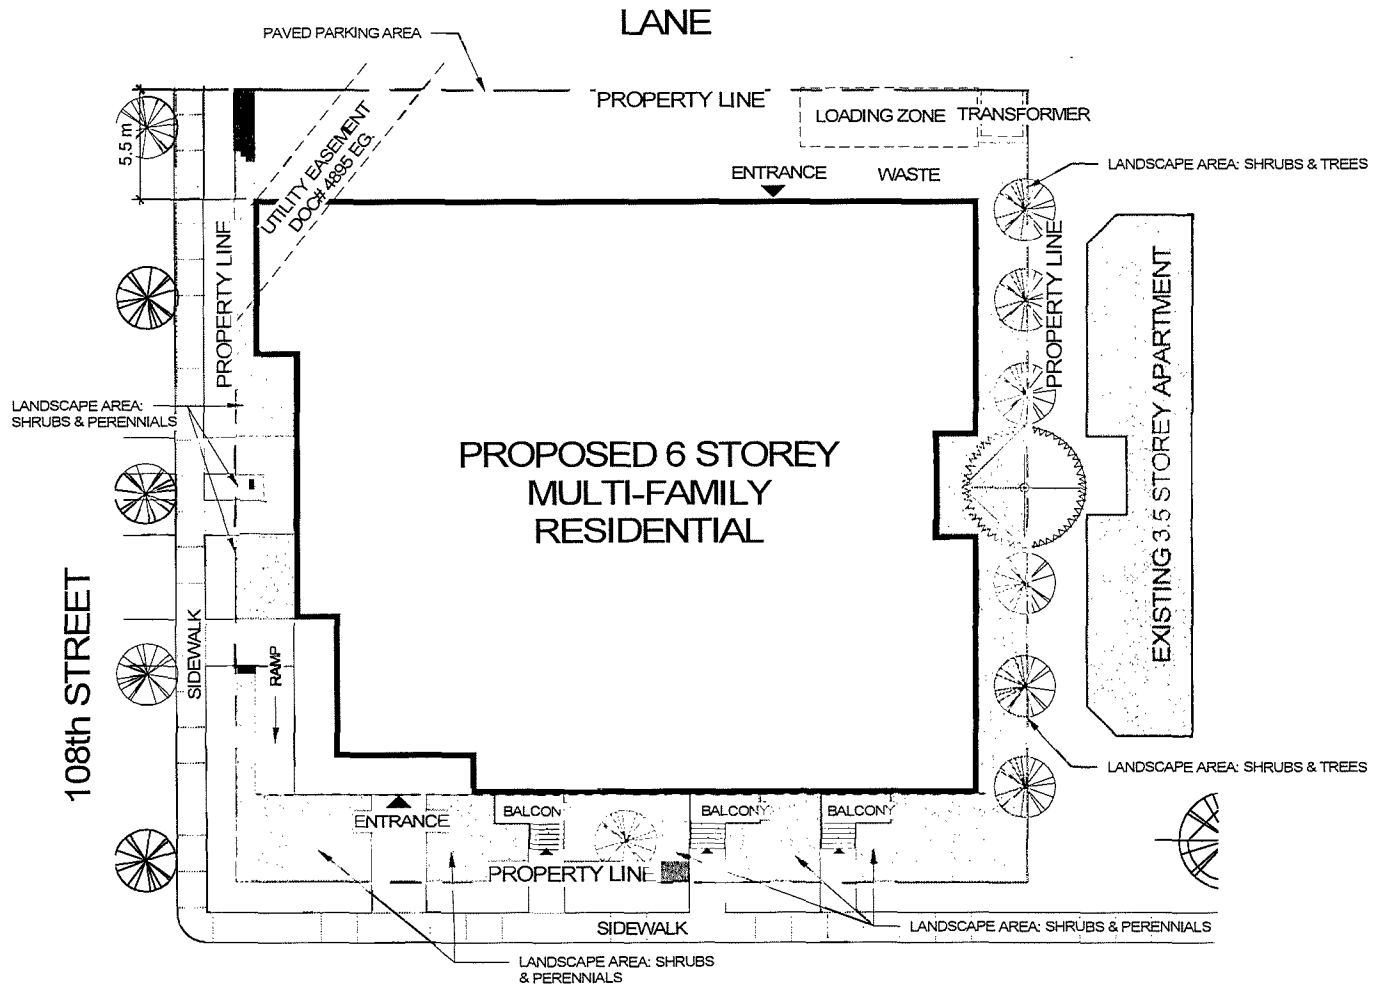 LANE
PAVED PARKING AREA
PROPERTY LINE
LOADING ZONE
TRANSFORMER
5.5 m
UTILITY EASEMENT
DOC# 4895 EG.
ENTRANCE
WASTE
LANDSCAPE AREA: SHRUBS & TREES
PROPERTY LINE
PROPERTY LINE
EXISTING 3.5 STOREY APARTMENT
LANDSCAPE AREA:
SHRUBS & PERENNIALS
PROPOSED 6 STOREY
MULTI-FAMILY
RESIDENTIAL
108th STREET
SIDEWALK
RAMP
LANDSCAPE AREA: SHRUBS & TREES
ENTRANCE
BALCONY
BALCONY
BALCONY
PROPERTY LINE
SIDEWALK
LANDSCAPE AREA: SHRUBS & PERENNIALS
LANDSCAPE AREA: SHRUBS
& PERENNIALS